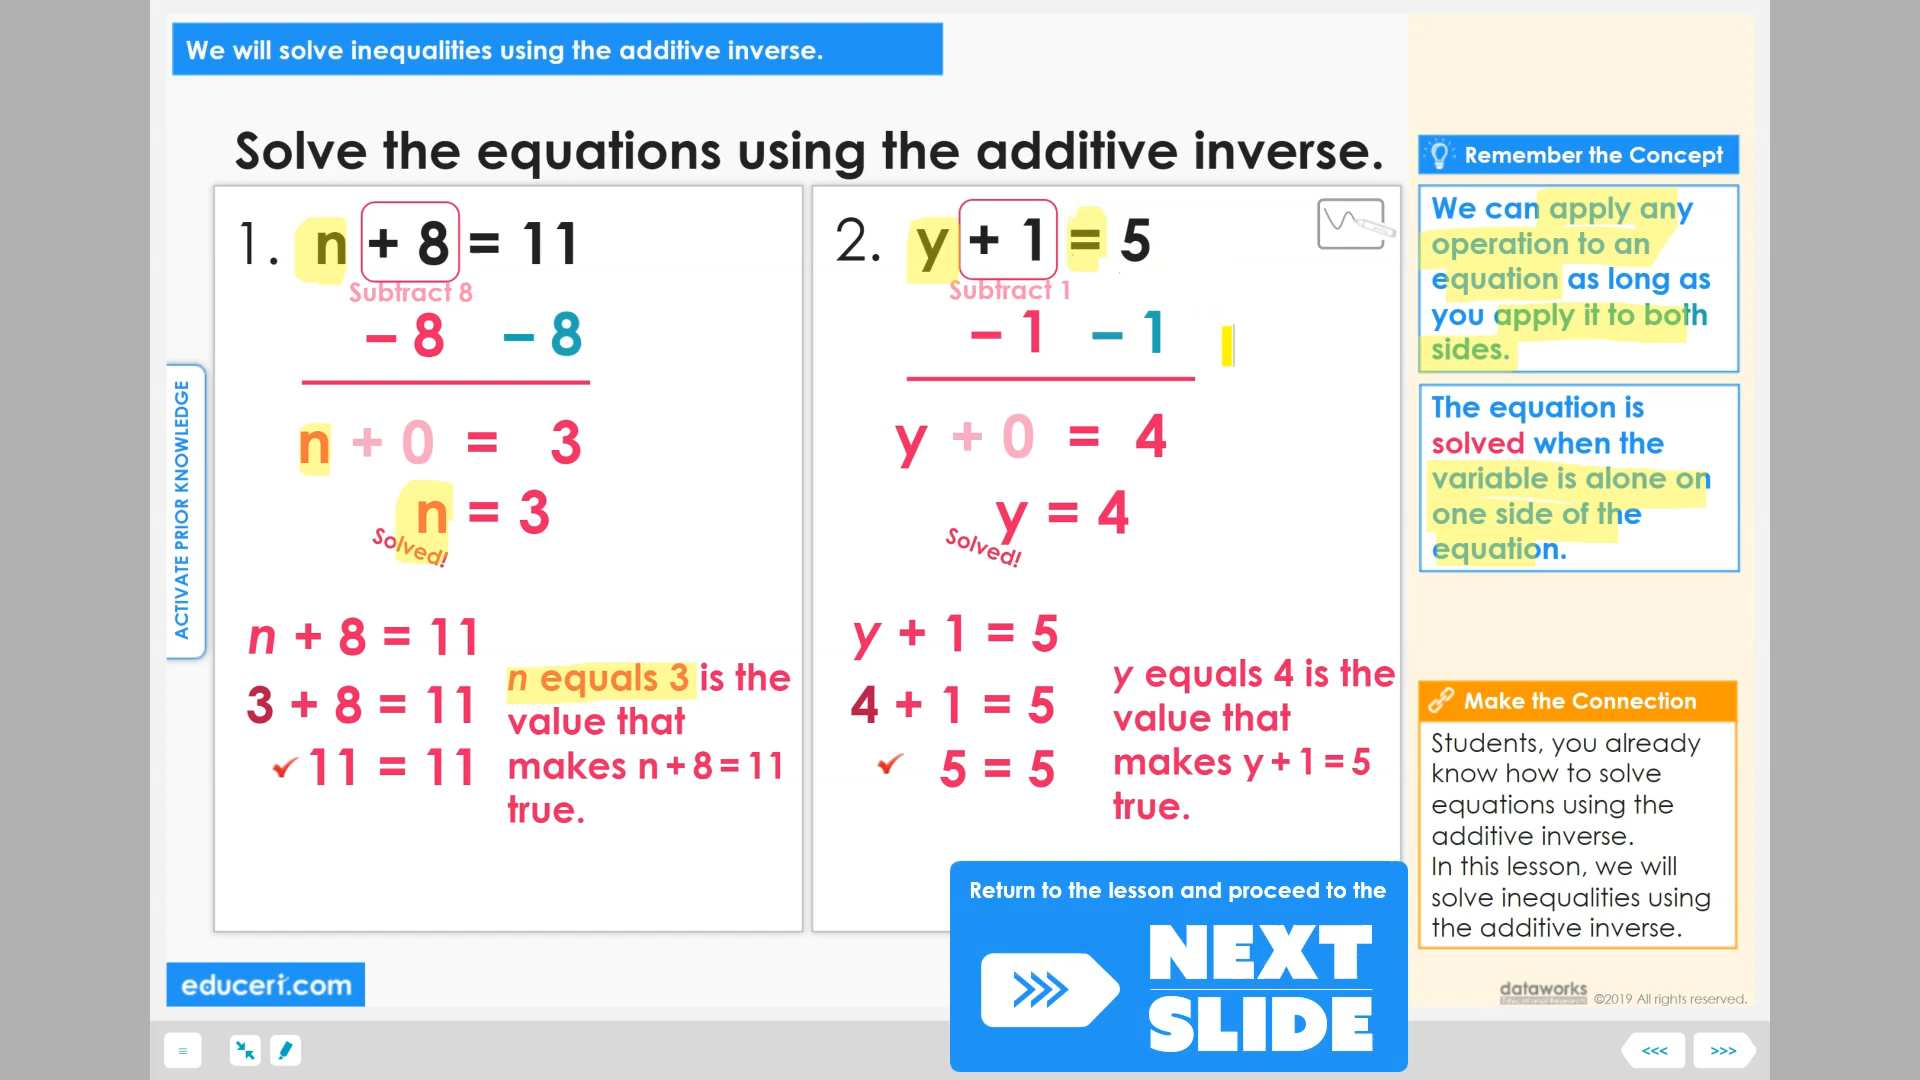 We will solve inequalities using the additive inverse.
Solve the equations using the additive inverse.
1. n + 8 = 11
Subtract 8
– 8 – 8
n + 0 = 3
n = 3
Solved!
n + 8 = 11
3 + 8 = 11
11 = 11
n equals 3 is the
value that
makes n + 8 = 11
true.
2. y + 1 = 5
Subtract 1
– 1 – 1
y + 0 = 4
y = 4
Solved!
y + 1 = 5
4 + 1 = 5
5 = 5
y equals 4 is the
value that
makes y + 1 = 5
true.
ACTIVATE PRIOR KNOWLEDGE
Remember the Concept
We can apply any
operation to an
equation as long as
you apply it to both
sides.
The equation is
solved when the
variable is alone on
one side of the
equation.
Make the Connection
Students, you already
know how to solve
equations using the
additive inverse.
In this lesson, we will
solve inequalities using
the additive inverse.
Return to the lesson and proceed to the
NEXT
SLIDE
educeri.com
dataworks
Educational Research
©2019 All rights reserved.
<<< >>>